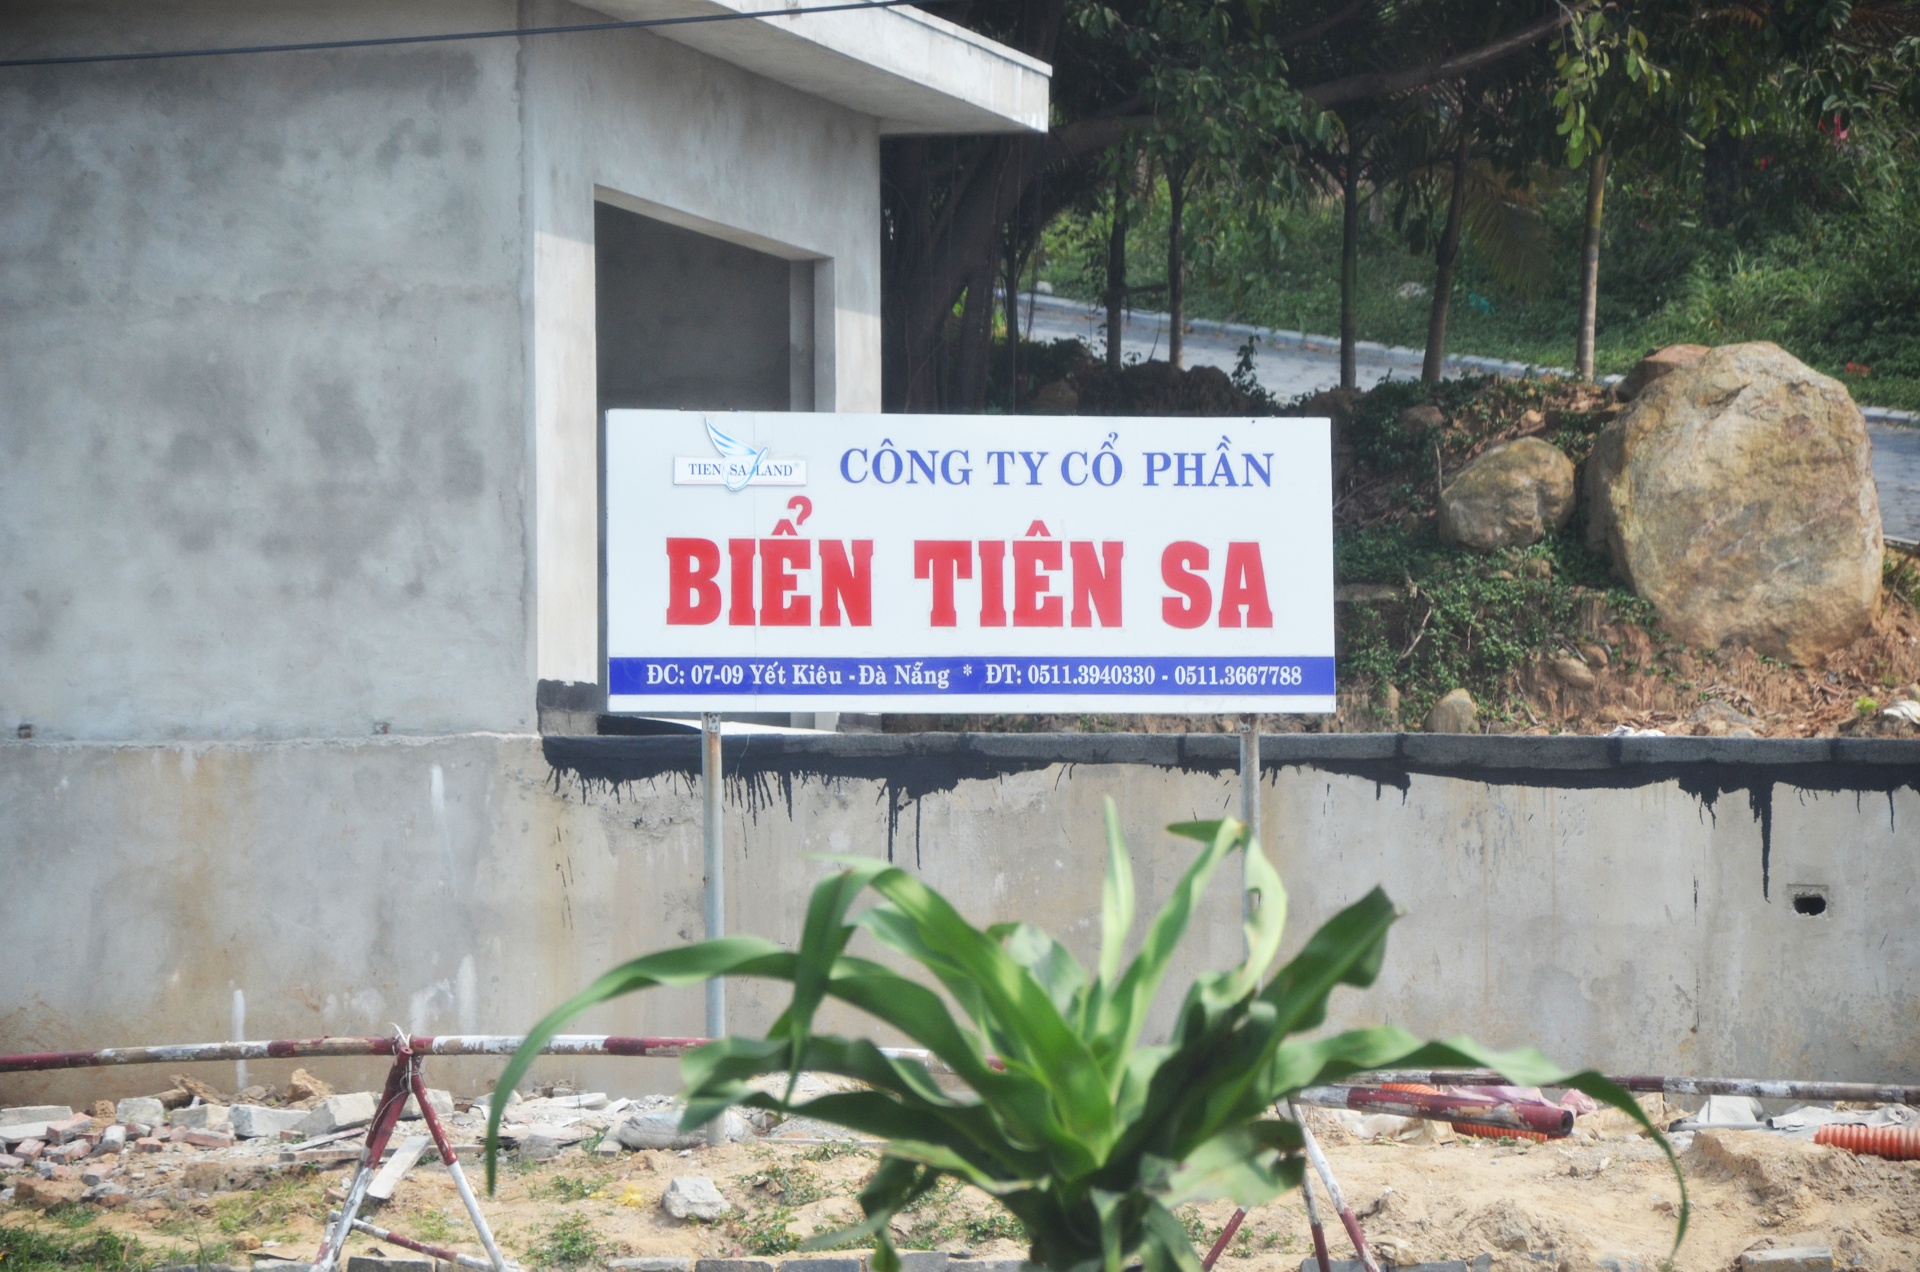 TIEN SA LAND®
CÔNG TY CỔ PHẦN
BIỂN TIÊN SA
ĐC: 07-09 Yết Kiêu - Đà Nẵng * ĐT: 0511.3940330 - 0511.3667788